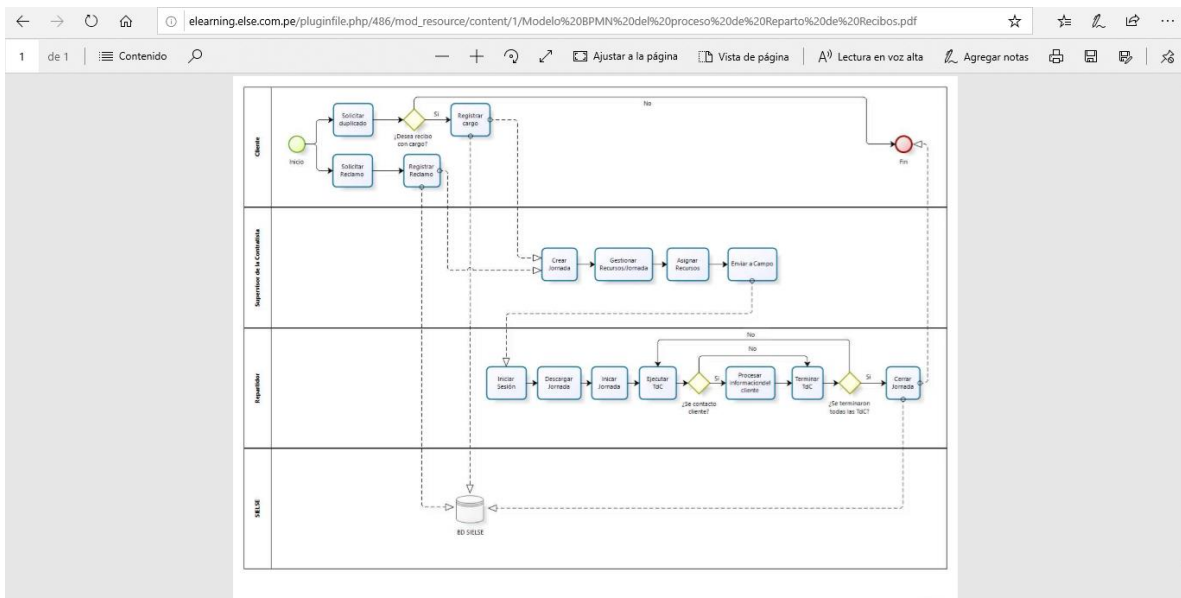 elearning.else.com.pe/pluginfile.php/486/mod_resource/content/1/Modelo%20BPMN%20del%20proceso%20de%20Reparto%20de%20Recibos.pdf
1 de 1 Contenido Ajustar a la página Vista de página Lectura en voz alta Agregar notas
Cliente
Inicio
Solicitar
duplicado
¿Desea recibo
con cargo?
Si
Registrar
cargo
No
Fin
Solicitar
Reclamo
Registrar
Reclamo
Supervisor de la Contratista
Crear
Jornada
Gestionar
Recursos/Jornada
Asignar
Recursos
Enviar a Campo
Repartidor
Iniciar
Sesión
Descargar
Jornada
Inicar
Jornada
Ejecutar
TdC
¿Se contacto
cliente?
Si
No
No
Procesar
informaciondel
cliente
Terminar
TdC
¿Se terminaron
todas las TdC?
Si
Cerrar
Jornada
SIELSE
BD SIELSE